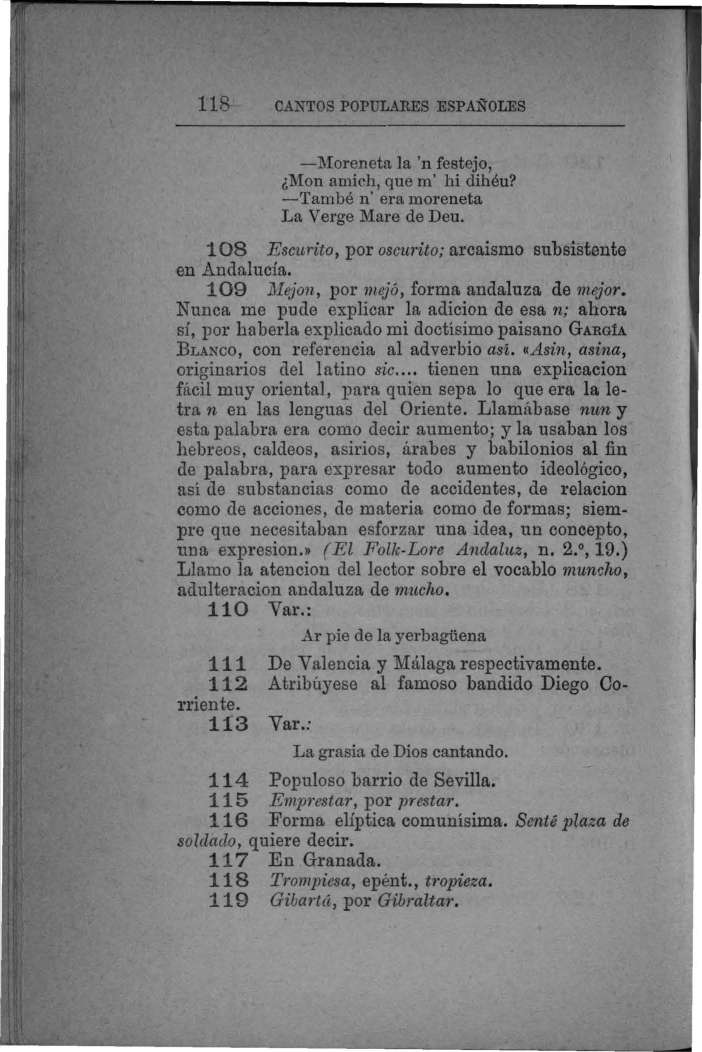 118 CANTOS POPULARES ESPAÑOLES
—Moreneta la 'n festejo,
¿Mon amich, que m' hi dihéu?
—També n' era moreneta
La Verge Mare de Deu.
108 Escurito, por oscurito; arcaismo subsistente
en Andalucía.
109 Mejon, por mejó, forma andaluza de mejor.
Nunca me pude explicar la adicion de esa n; ahora
sí, por haberla explicado mi doctísimo paisano GARGÍA
BLANCO, con referencia al adverbio así. «Asin, asina,
originarios del latino sic.... tienen una explicacion
fácil muy oriental, para quien sepa lo que era la le-
tra n en las lenguas del Oriente. Llamábase nun y
esta palabra era como decir aumento; y la usaban los
hebreos, caldeos, asirios, árabes y babilonios al fin
de palabra, para expresar todo aumento ideológico,
así de substancias como de accidentes, de relacion
como de acciones, de materia como de formas; siem-
pre que necesitaban esforzar una idea, un concepto,
una expresion.» (El Folk-Lore Andaluz, n. 2.º, 19.)
Llamo la atencion del lector sobre el vocablo muncho,
adulteracion andaluza de mucho.
110 Var.:
Ar pie de la yerbagüena
111 De Valencia y Málaga respectivamente.
112 Atribúyese al famoso bandido Diego Co-
rriente.
113 Var.:
La grasia de Dios cantando.
114 Populoso barrio de Sevilla.
115 Emprestar, por prestar.
116 Forma elíptica comunísima. Senté plaza de
soldado, quiere decir.
117 En Granada.
118 Trompiesa, epént., tropieza.
119 Gibartá, por Gibraltar.